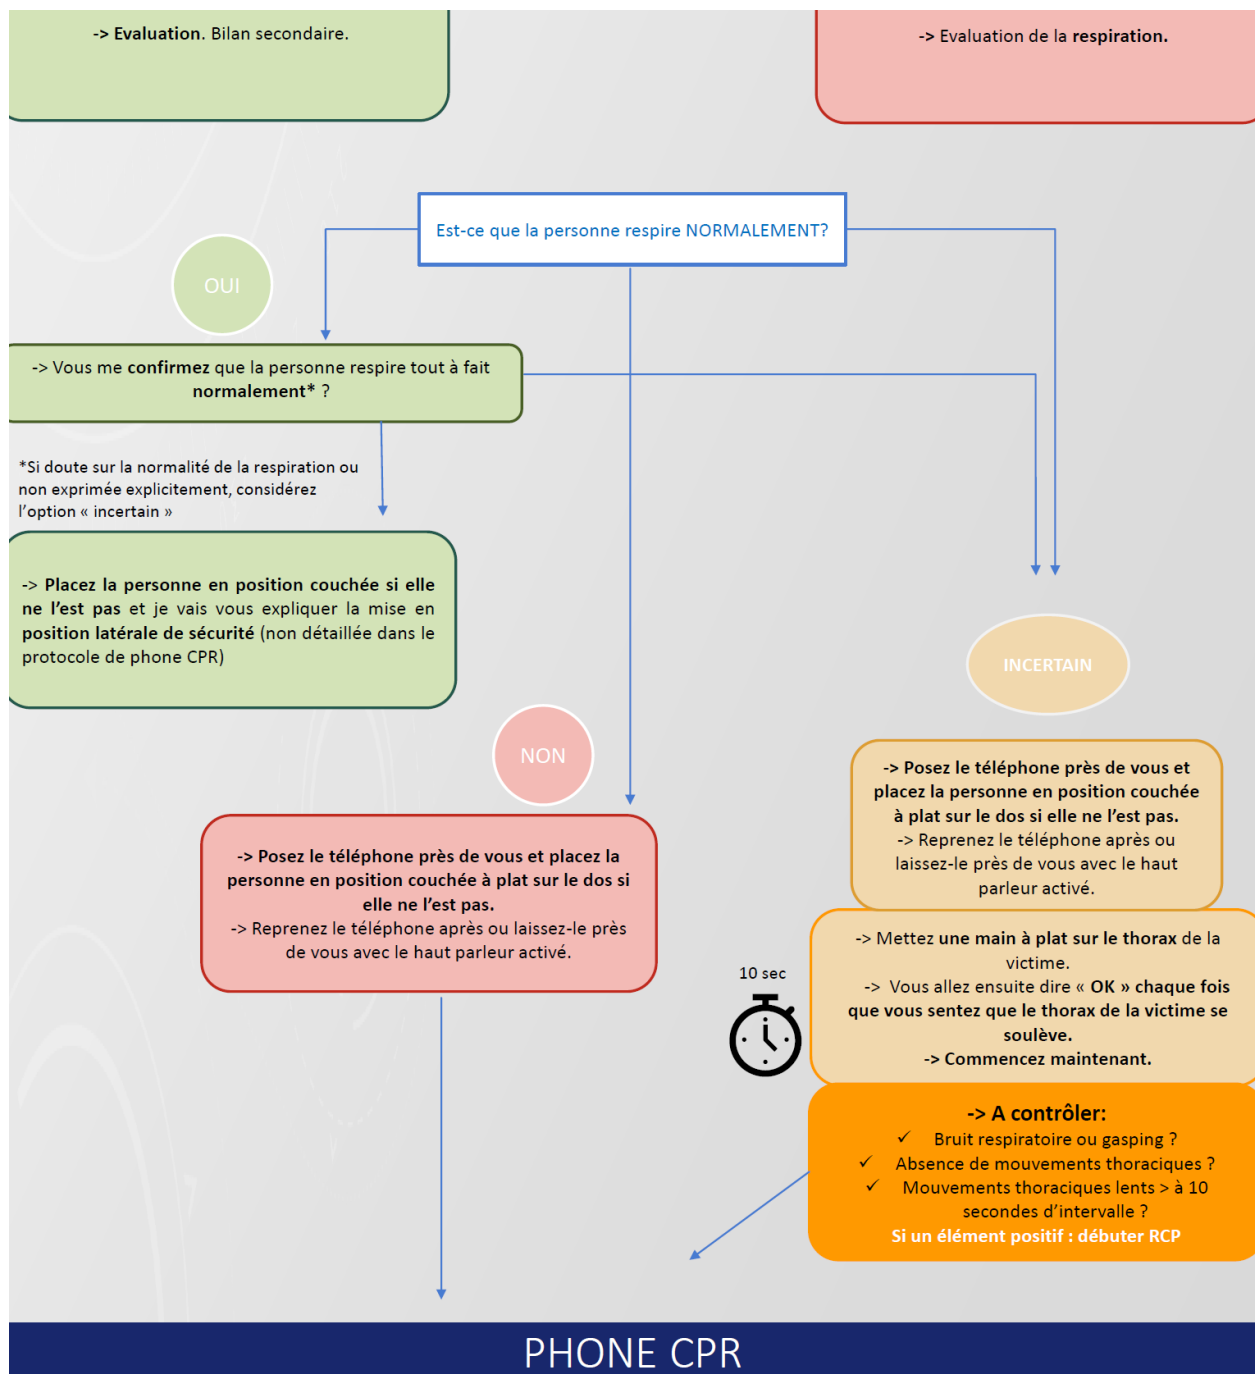 -> Evaluation. Bilan secondaire.
-> Evaluation de la respiration.
Est-ce que la personne respire NORMALEMENT?
OUI
-> Vous me confirmez que la personne respire tout à fait
normalement* ?
*Si doute sur la normalité de la respiration ou
non exprimée explicitement, considérez
l’option « incertain »
-> Placez la personne en position couchée si elle
ne l’est pas et je vais vous expliquer la mise en
position latérale de sécurité (non détaillée dans le
protocole de phone CPR)
INCERTAIN
NON
-> Posez le téléphone près de vous et placez la
personne en position couchée à plat sur le dos si
elle ne l’est pas.
-> Reprenez le téléphone après ou laissez-le près
de vous avec le haut parleur activé.
-> Posez le téléphone près de vous et
placez la personne en position couchée
à plat sur le dos si elle ne l’est pas.
-> Reprenez le téléphone après ou
laissez-le près de vous avec le haut
parleur activé.
10 sec
-> Mettez une main à plat sur le thorax de la
victime.
-> Vous allez ensuite dire « OK » chaque fois
que vous sentez que le thorax de la victime se
soulève.
-> Commencez maintenant.
-> A contrôler:
✓ Bruit respiratoire ou gasping ?
✓ Absence de mouvements thoraciques ?
✓ Mouvements thoraciques lents > à 10
secondes d’intervalle ?
Si un élément positif : débuter RCP
PHONE CPR